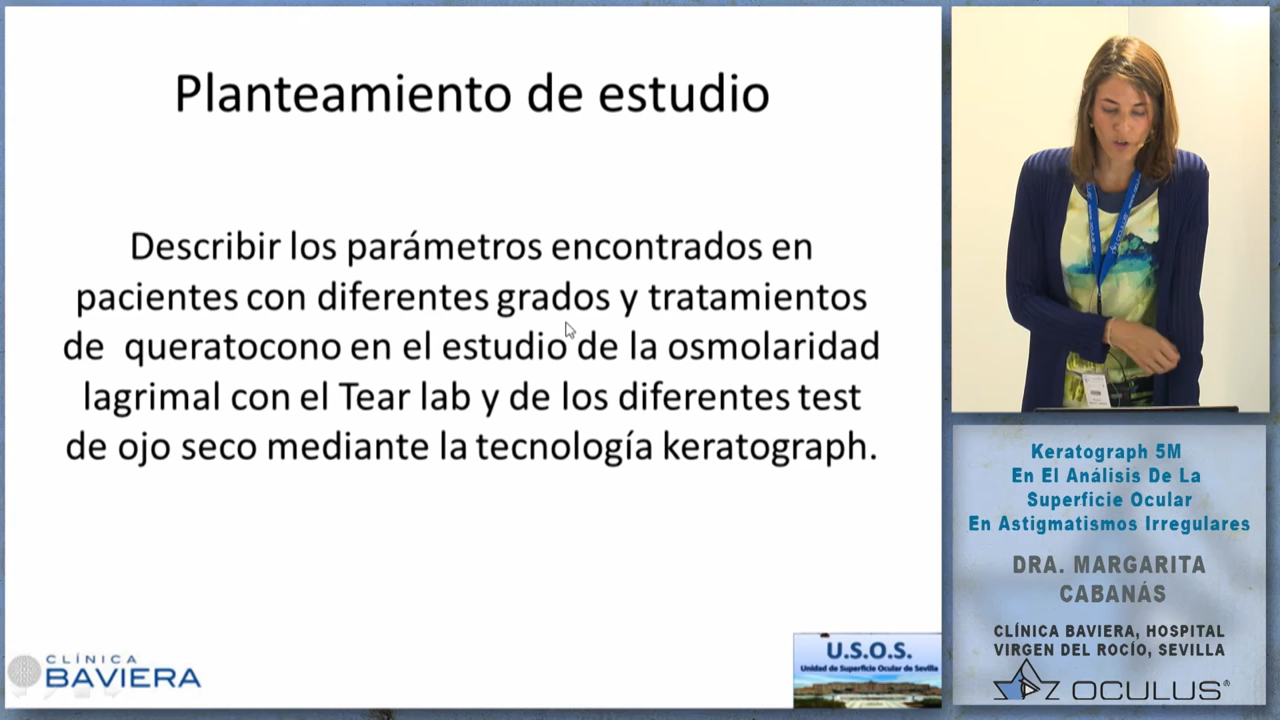 Planteamiento de estudio
Describir los parámetros encontrados en
pacientes con diferentes grados y tratamientos
de queratocono en el estudio de la osmolaridad
lagrimal con el Tear lab y de los diferentes test
de ojo seco mediante la tecnología keratograph.
CLÍNICA
BAVIERA
U.S.O.S.
Unidad de Superficie Ocular de Sevilla
Keratograph 5M
En El Análisis De La
Superficie Ocular
En Astigmatismos Irregulares
DRA. MARGARITA
CABANÁS
CLÍNICA BAVIERA, HOSPITAL
VIRGEN DEL ROCÍO, SEVILLA
OCULUS®